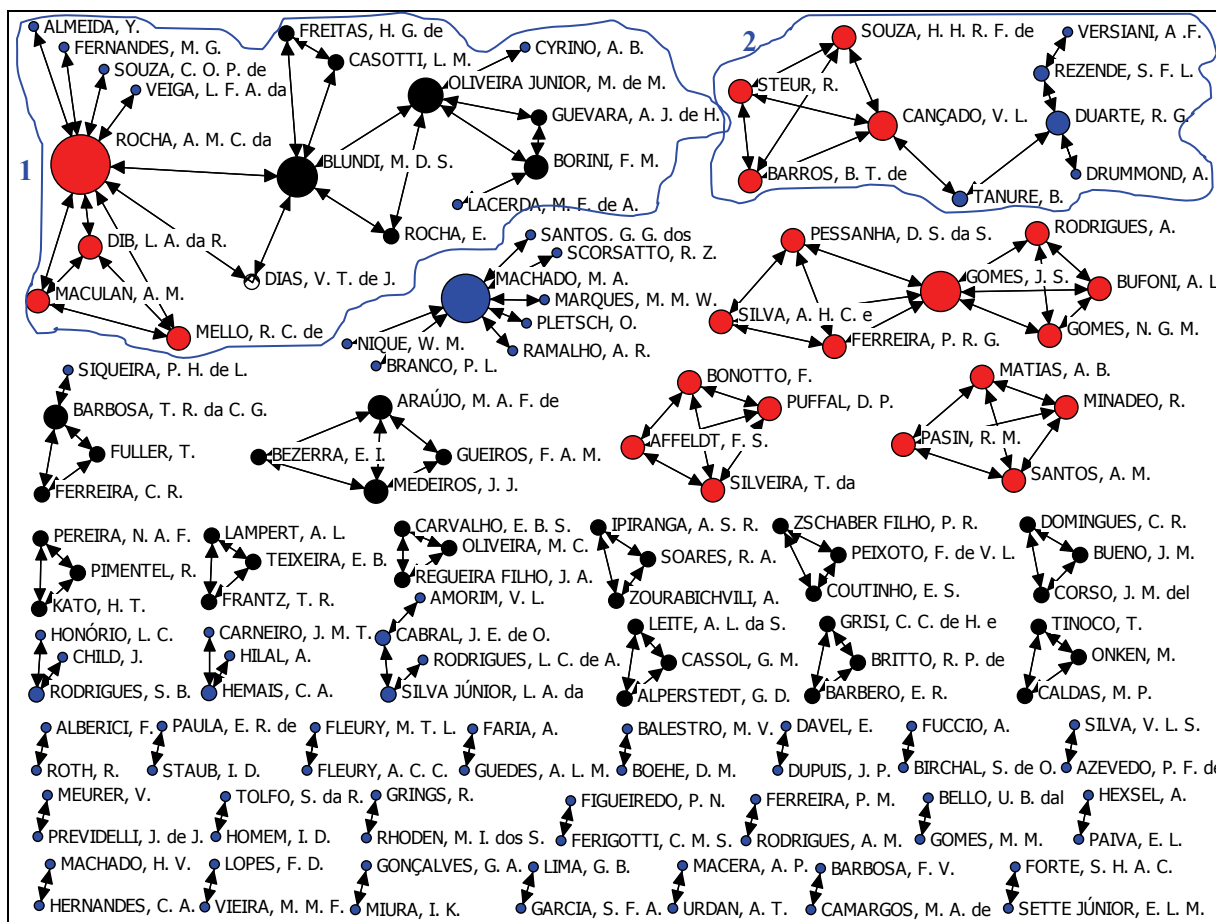 ALMEIDA, Y.
FERNANDES, M. G.
SOUZA, C. O. P. de
VEIGA, L. F. A. da
ROCHA, A. M. C. da
1
DIB, L. A. da R.
MACULAN, A. M.
MELLO, R. C. de
FREITAS, H. G. de
CASOTTI, L. M.
CYRINO, A. B.
OLIVEIRA JUNIOR, M. de M.
GUEVARA, A. J. de H.
BLUNDI, M. D. S.
BORINI, F. M.
LACERDA, M. F. de A.
ROCHA, E.
DIAS, V. T. de J.
2
SOUZA, H. H. R. F. de
STEUR, R.
CANÇADO, V. L.
BARROS, B. T. de
VERSIANI, A .F.
REZENDE, S. F. L.
DUARTE, R. G.
DRUMMOND, A.
TANURE, B.
SANTOS, G. G. dos
SCORSATTO, R. Z.
MACHADO, M. A.
MARQUES, M. M. W.
PLETSCH, O.
RAMALHO, A. R.
NIQUE, W. M.
BRANCO, P. L.
PESSANHA, D. S. da S.
RODRIGUES, A.
GOMES, J. S.
BUFONI, A. L
SILVA, A. H. C. e
FERREIRA, P. R. G.
GOMES, N. G. M.
SIQUEIRA, P. H. de L.
BARBOSA, T. R. da C. G.
FULLER, T.
FERREIRA, C. R.
ARAÚJO, M. A. F. de
BEZERRA, E. I.
GUEIROS, F. A. M.
MEDEIROS, J. J.
BONOTTO, F.
PUFFAL, D. P.
AFFELDT, F. S.
SILVEIRA, T. da
MATIAS, A. B.
MINADEO, R.
PASIN, R. M.
SANTOS, A. M.
PEREIRA, N. A. F.
PIMENTEL, R.
KATO, H. T.
LAMPERT, A. L.
TEIXEIRA, E. B.
FRANTZ, T. R.
CARVALHO, E. B. S.
OLIVEIRA, M. C.
REGUEIRA FILHO, J. A.
IPIRANGA, A. S. R.
SOARES, R. A.
ZOURABICHVILI, A.
ZSCHABER FILHO, P. R.
PEIXOTO, F. de V. L.
COUTINHO, E. S.
DOMINGUES, C. R.
BUENO, J. M.
CORSO, J. M. del
HONÓRIO, L. C.
CHILD, J.
RODRIGUES, S. B.
CARNEIRO, J. M. T.
HILAL, A.
HEMAIS, C. A.
AMORIM, V. L.
CABRAL, J. E. de O.
RODRIGUES, L. C. de A.
SILVA JÚNIOR, L. A. da
LEITE, A. L. da S.
CASSOL, G. M.
ALPERSTEDT, G. D.
GRISI, C. C. de H. e
BRITTO, R. P. de
BARBERO, E. R.
TINOCO, T.
ONKEN, M.
CALDAS, M. P.
ALBERICI, F.
ROTH, R.
PAULA, E. R. de
STAUB, I. D.
FLEURY, M. T. L.
FLEURY, A. C. C.
FARIA, A.
GUEDES, A. L. M.
BALESTRO, M. V.
BOEHE, D. M.
DAVEL, E.
DUPUIS, J. P.
FUCCIO, A.
BIRCHAL, S. de O.
SILVA, V. L. S.
AZEVEDO, P. F. de
MEURER, V.
PREVIDELLI, J. de J.
TOLFO, S. da R.
HOMEM, I. D.
GRINGS, R.
RHODEN, M. I. dos S.
FIGUEIREDO, P. N.
FERIGOTTI, C. M. S.
FERREIRA, P. M.
RODRIGUES, A. M.
BELLO, U. B. dal
GOMES, M. M.
HEXSEL, A.
PAIVA, E. L.
MACHADO, H. V.
HERNANDES, C. A.
LOPES, F. D.
VIEIRA, M. M. F.
GONÇALVES, G. A.
MIURA, I. K.
LIMA, G. B.
GARCIA, S. F. A.
MACERA, A. P.
URDAN, A. T.
BARBOSA, F. V.
CAMARGOS, M. A. de
FORTE, S. H. A. C.
SETTE JÚNIOR, E. L. M.